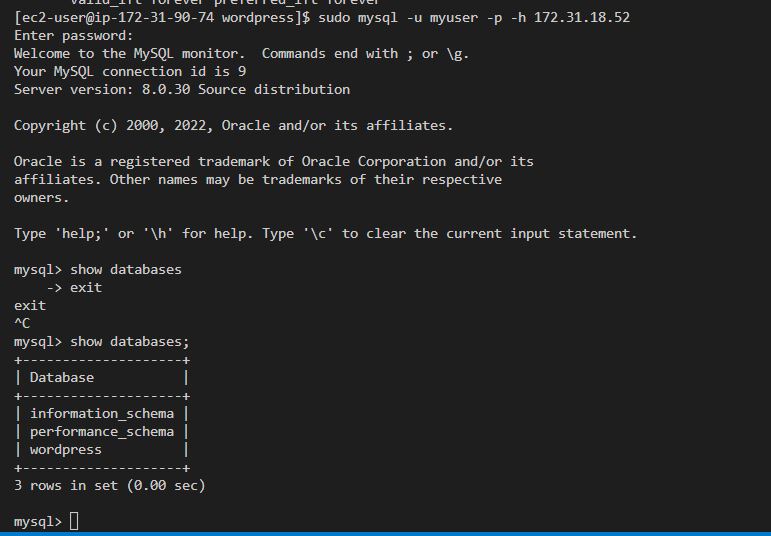 valid_lft forever preferred_lft forever
[ec2-user@ip-172-31-90-74 wordpress]$ sudo mysql -u myuser -p -h 172.31.18.52
Enter password:
Welcome to the MySQL monitor.  Commands end with ; or \g.
Your MySQL connection id is 9
Server version: 8.0.30 Source distribution

Copyright (c) 2000, 2022, Oracle and/or its affiliates.

Oracle is a registered trademark of Oracle Corporation and/or its
affiliates. Other names may be trademarks of their respective
owners.

Type 'help;' or '\h' for help. Type '\c' to clear the current input statement.

mysql> show databases
    -> exit
exit
^C
mysql> show databases;
+--------------------+
| Database           |
+--------------------+
| information_schema |
| performance_schema |
| wordpress          |
+--------------------+
3 rows in set (0.00 sec)

mysql>